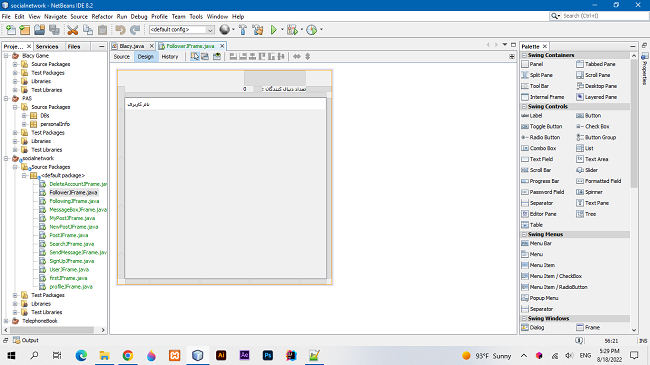 socialnetwork - NetBeans IDE 8.2
File Edit View Navigate Source Refactor Run Debug Profile Team Tools Window Help
Search (Ctrl+I)
<default config>
Proje... Services Files
Blacy.java FollowerJFrame.java
Source Design History
Blacy Game
Source Packages
Test Packages
Libraries
Test Libraries
PAS
Source Packages
DBs
personalInfo
Test Packages
Libraries
Test Libraries
socialnetwork
Source Packages
<default package>
DeleteAccountJFrame.java
FollowerJFrame.java
FollowingJFrame.java
MessageBoxJFrame.java
MyPostJFrame.java
NewPostJFrame.java
PostJFrame.java
SearchJFrame.java
SendMessageJFrame.java
SignUpJFrame.java
UserJFrame.java
firstJFrame.java
profileJFrame.java
Test Packages
Libraries
Test Libraries
TelephoneBook
تعداد دنبال کنندگان : 0
نام کاربری
Palette
Swing Containers
Panel Tabbed Pane
Split Pane Scroll Pane
Tool Bar Desktop Pane
Internal Frame Layered Pane
Swing Controls
Label Button
Toggle Button Check Box
Radio Button Button Group
Combo Box List
Text Field Text Area
Scroll Bar Slider
Progress Bar Formatted Field
Password Field Spinner
Separator Text Pane
Editor Pane Tree
Table
Swing Menus
Menu Bar
Menu
Menu Item
Menu Item / CheckBox
Menu Item / RadioButton
Popup Menu
Separator
Swing Windows
Dialog Frame
Properties
Output
56:21 INS
93°F Sunny
ENG
5:29 PM
8/18/2022